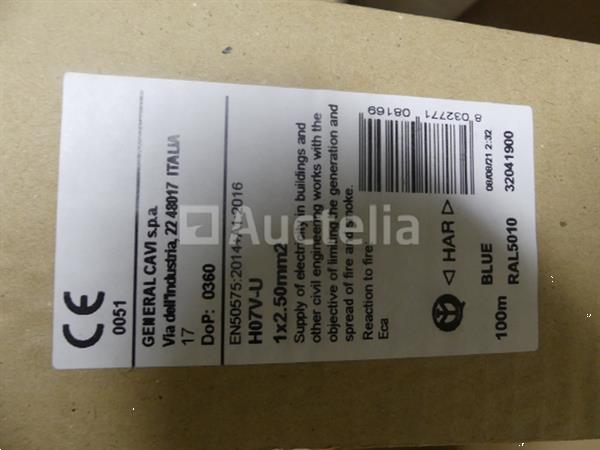 CE
0051
GENERAL CAVI s.p.a.
Via dell'Industria, 22 48017 ITALIA
17
DoP: 0360
EN50575:2014+A1:2016
H07V-U
1x2.50mm2
Supply of electricity in buildings and
other civil engineering works with the
objective of limiting the generation and
spread of fire and smoke.
Reaction to fire:
Eca
8 032771 08169
08/08/21 2:32
32041900
◁ HAR ▷
BLUE
100m RAL5010
Auctelia